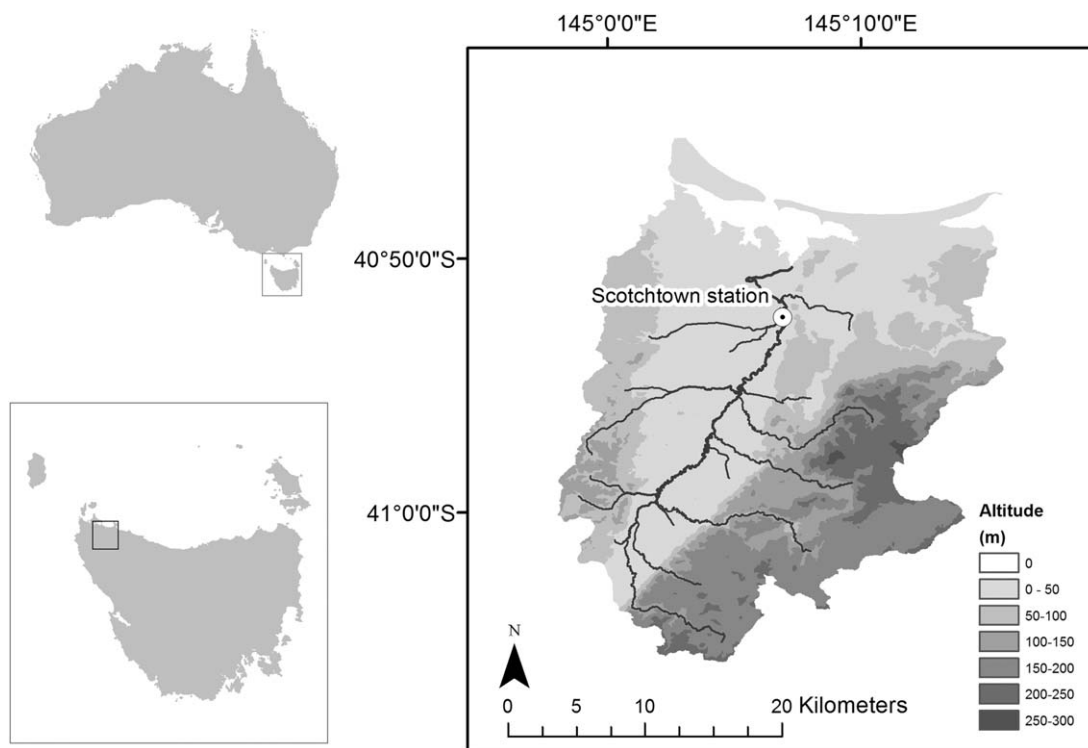 145°0'0"E
145°10'0"E
40°50'0"S
Scotchtown station
41°0'0"S
Altitude
(m)
0
0 - 50
50-100
100-150
150-200
200-250
250-300
N
0
5
10
20 Kilometers